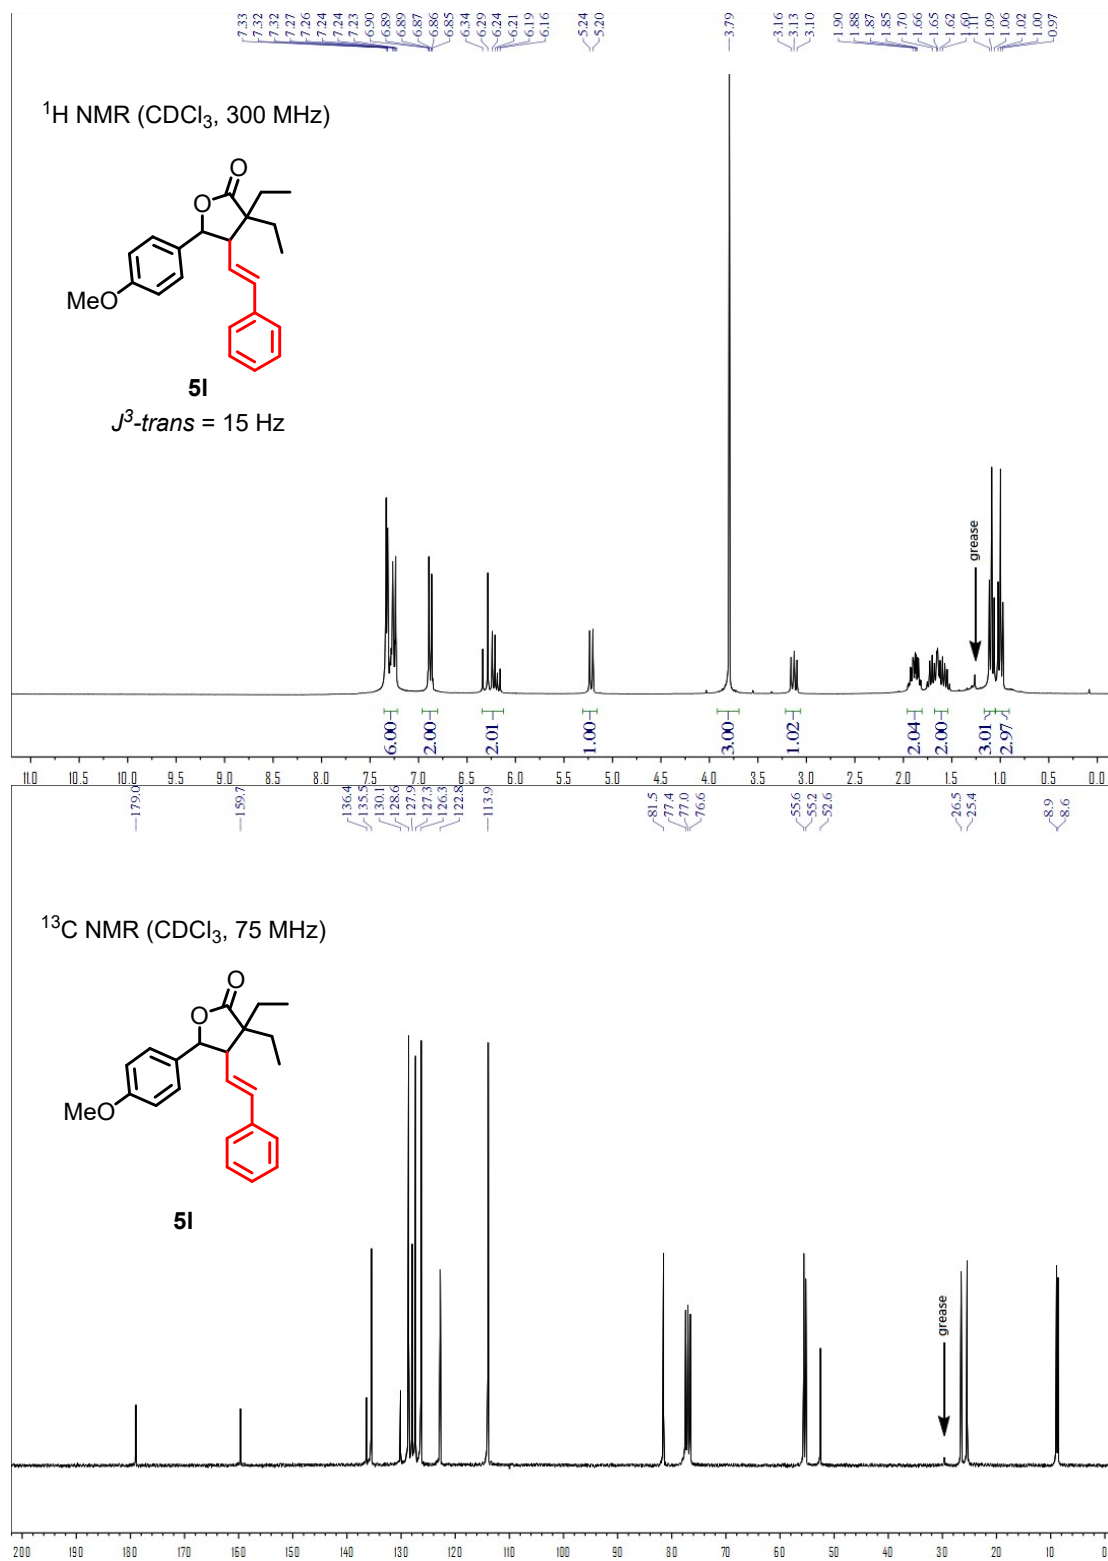 7.33 7.32 7.32 7.27 7.26 7.24 7.24 7.23 6.90 6.89 6.89 6.87 6.86 6.85 6.34 6.29 6.24 6.21 6.19 6.16 5.24 5.20 3.79 3.16 3.13 3.10 1.90 1.88 1.87 1.85 1.70 1.66 1.65 1.62 1.60 1.11 1.09 1.06 1.02 1.00 0.97
¹H NMR (CDCl₃, 300 MHz)
O
O
MeO
5l
J³-trans = 15 Hz
grease
6.00 2.00 2.01 1.00 3.00 1.02 2.04 2.00 3.01 2.97
11.0 10.0 9.5 9.0 8.5 8.0 7.5 7.0 6.5 6.0 5.5 5.0 4.5 4.0 3.5 3.0 2.5 2.0 1.5 1.0 0.5 0.0
179.0 159.7 136.4 135.5 130.1 128.6 127.9 127.3 126.3 122.8 113.9 81.5 77.4 77.0 76.6 55.6 55.2 52.6 26.5 25.4 8.9 8.6
¹³C NMR (CDCl₃, 75 MHz)
O
O
MeO
5l
grease
200 190 180 170 160 150 140 130 120 110 100 90 80 70 60 50 40 30 20 10 0